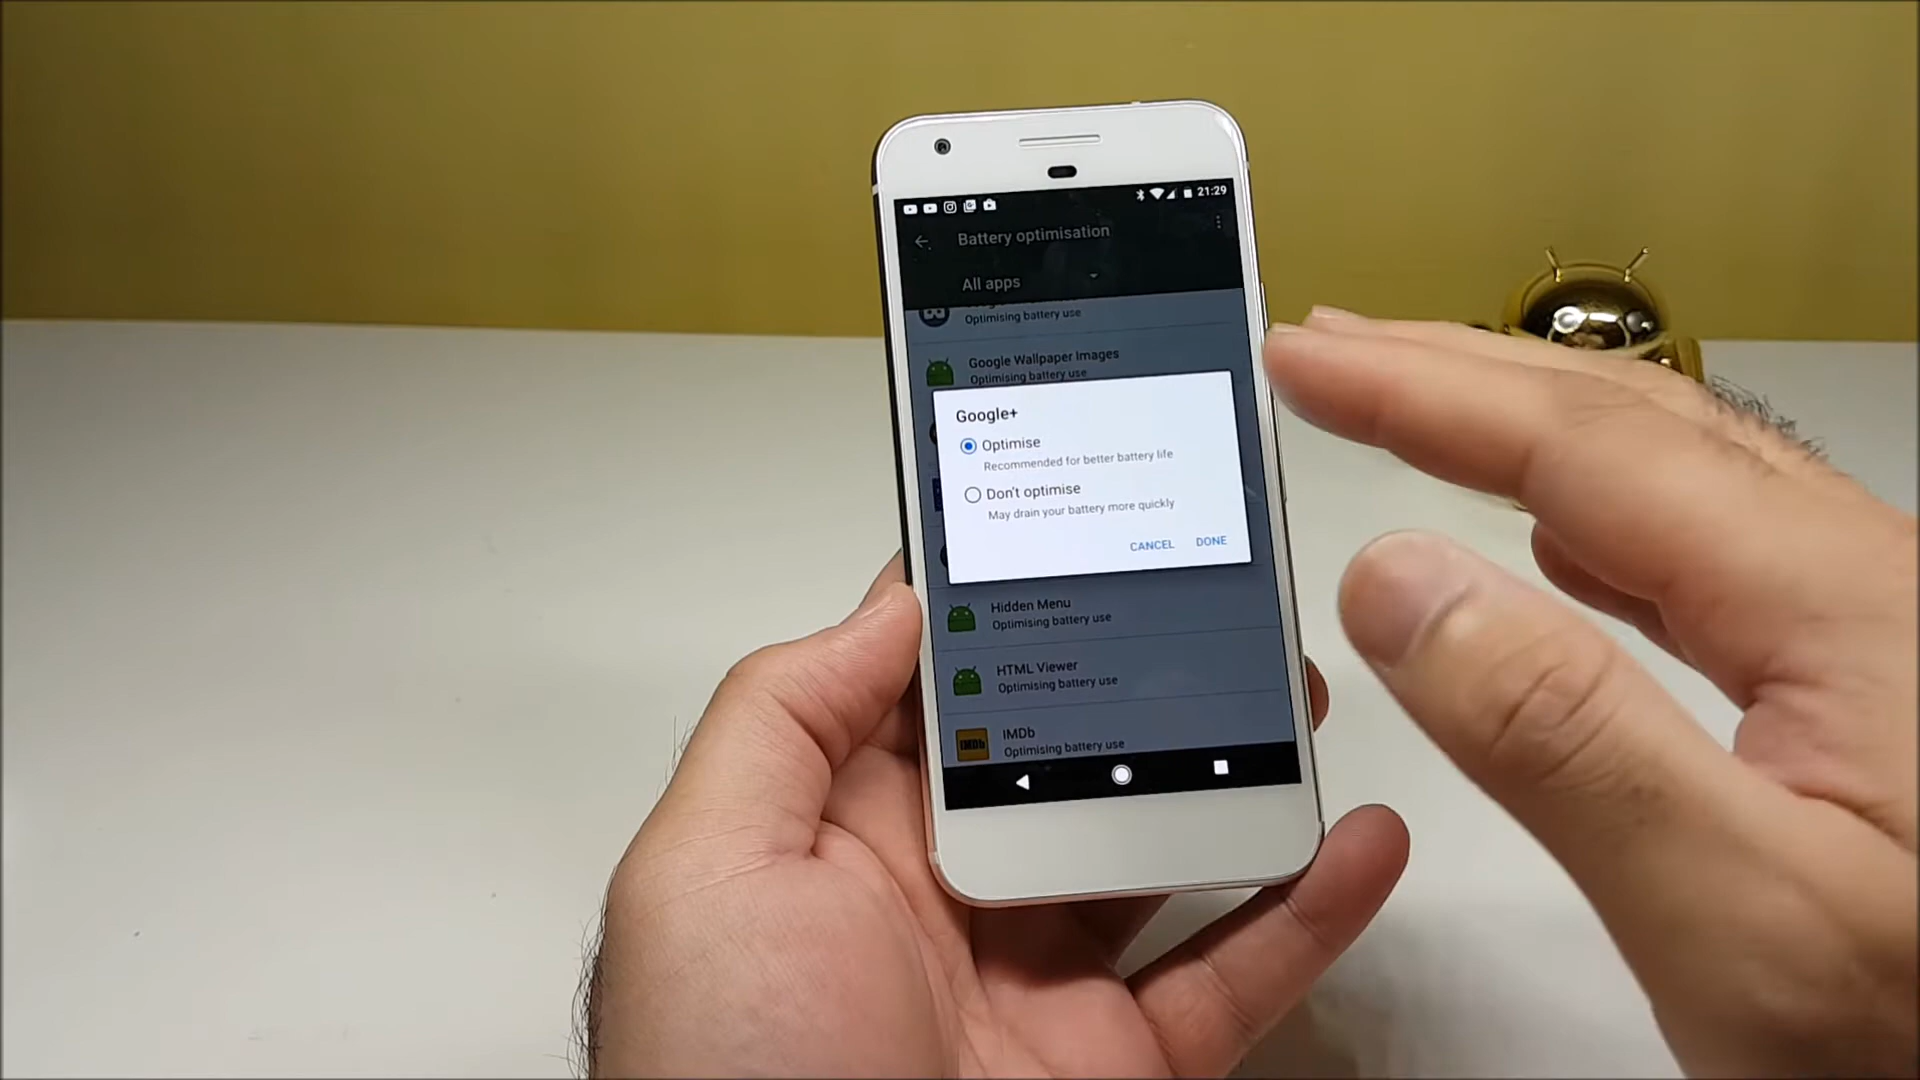 21:29
Battery optimisation
All apps
Optimising battery use
Google Wallpaper Images
Optimising battery use
Google+
Optimise
Recommended for better battery life
Don't optimise
May drain your battery more quickly
CANCEL DONE
Hidden Menu
Optimising battery use
HTML Viewer
Optimising battery use
IMDb
IMDb
Optimising battery use